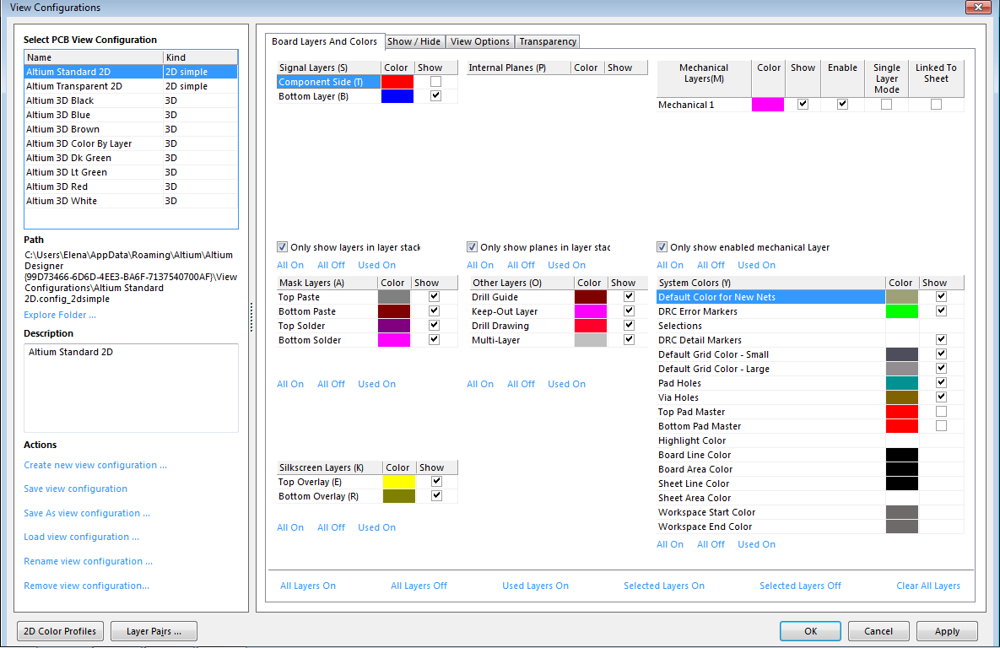 View Configurations
Select PCB View Configuration
Name Kind
Altium Standard 2D 2D simple
Altium Transparent 2D 2D simple
Altium 3D Black 3D
Altium 3D Blue 3D
Altium 3D Brown 3D
Altium 3D Color By Layer 3D
Altium 3D Dk Green 3D
Altium 3D Lt Green 3D
Altium 3D Red 3D
Altium 3D White 3D
Path
C:\Users\Elena\AppData\Roaming\Altium\Altium
Designer
{99D73466-6D6D-4EE3-BA6F-7137540700AF}\View
Configurations\Altium Standard
2D.config_2dsimple
Explore Folder ...
Description
Altium Standard 2D
Actions
Create new view configuration ...
Save view configuration
Save As view configuration ...
Load view configuration ...
Rename view configuration ...
Remove view configuration...
Board Layers And Colors Show / Hide View Options Transparency
Signal Layers (S) Color Show
Component Side (T)
Bottom Layer (B)
Only show layers in layer stack
All On All Off Used On
Internal Planes (P) Color Show
Only show planes in layer stac
All On All Off Used On
Mechanical Color Show Enable Single Linked To
Layers(M) Layer Sheet
Mode
Mechanical 1
Only show enabled mechanical Layer
All On All Off Used On
Mask Layers (A) Color Show
Top Paste
Bottom Paste
Top Solder
Bottom Solder
All On All Off Used On
Other Layers (O) Color Show
Drill Guide
Keep-Out Layer
Drill Drawing
Multi-Layer
All On All Off Used On
System Colors (Y) Color Show
Default Color for New Nets
DRC Error Markers
Selections
DRC Detail Markers
Default Grid Color - Small
Default Grid Color - Large
Pad Holes
Via Holes
Top Pad Master
Bottom Pad Master
Highlight Color
Board Line Color
Board Area Color
Sheet Line Color
Sheet Area Color
Workspace Start Color
Workspace End Color
All On All Off Used On
Silkscreen Layers (K) Color Show
Top Overlay (E)
Bottom Overlay (R)
All On All Off Used On
All Layers On All Layers Off Used Layers On Selected Layers On Selected Layers Off Clear All Layers
2D Color Profiles Layer Pairs ... OK Cancel Apply